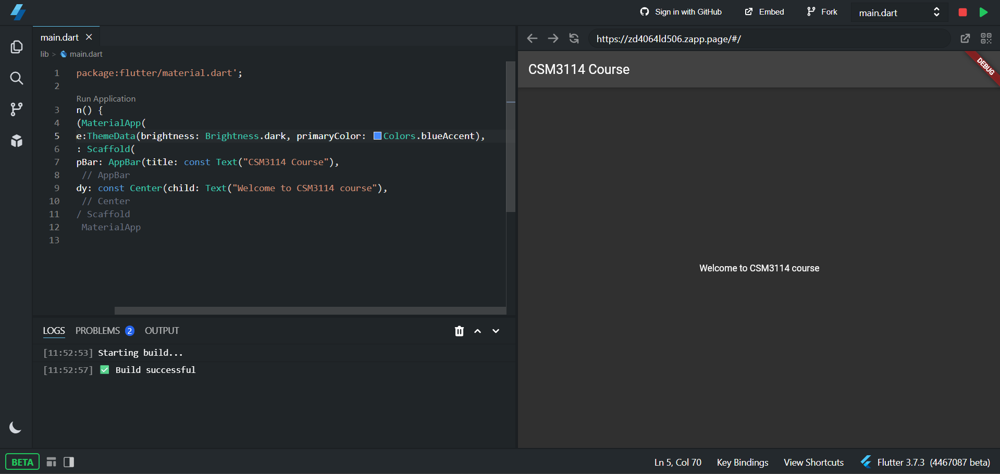 Sign in with GitHub
Embed
Fork
main.dart
main.dart
lib > main.dart
1 package:flutter/material.dart';
2
Run Application
3 n() {
4 (MaterialApp(
5 e:ThemeData(brightness: Brightness.dark, primaryColor: Colors.blueAccent),
6 : Scaffold(
7 pBar: AppBar(title: const Text("CSM3114 Course"),
8 // AppBar
9 dy: const Center(child: Text("Welcome to CSM3114 course"),
10 // Center
11 / Scaffold
12 MaterialApp
13
LOGS PROBLEMS 2 OUTPUT
[11:52:53] Starting build...
[11:52:57] ✅ Build successful
https://zd4064ld506.zapp.page/#/
CSM3114 Course
DEBUG
Welcome to CSM3114 course
BETA
Ln 5, Col 70
Key Bindings
View Shortcuts
Flutter 3.7.3 (4467087 beta)